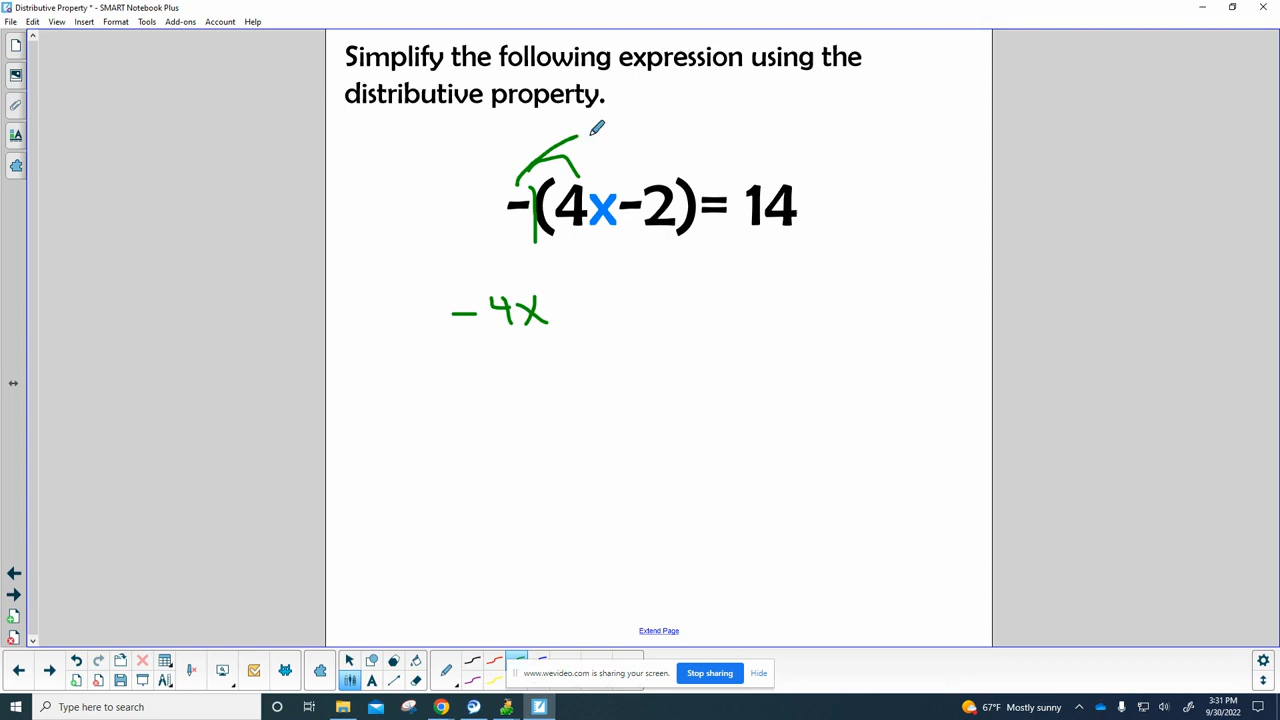 Distributive Property * - SMART Notebook Plus
File Edit View Insert Format Tools Add-ons Account Help
Simplify the following expression using the
distributive property.
-1(4x-2)= 14
- 4x
Extend Page
www.wevideo.com is sharing your screen. Stop sharing Hide
Type here to search
67°F Mostly sunny
3:31 PM
9/30/2022